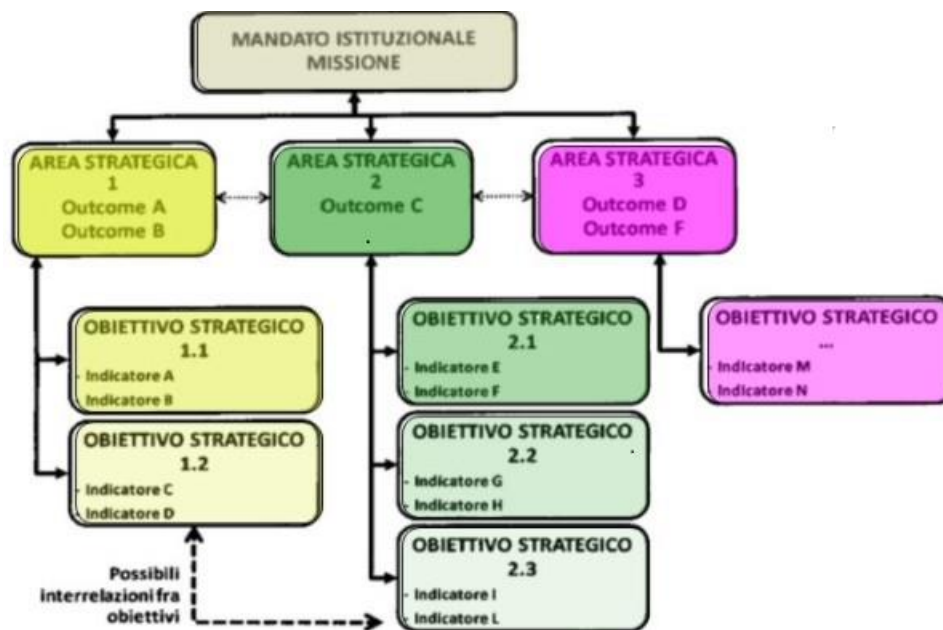 MANDATO ISTITUZIONALE
MISSIONE
AREA STRATEGICA
1
Outcome A
Outcome B
AREA STRATEGICA
2
Outcome C
AREA STRATEGICA
3
Outcome D
Outcome F
OBIETTIVO STRATEGICO
1.1
- Indicatore A
Indicatore B
OBIETTIVO STRATEGICO
1.2
- Indicatore C
Indicatore D
OBIETTIVO STRATEGICO
2.1
- Indicatore E
- Indicatore F
OBIETTIVO STRATEGICO
2.2
- Indicatore G
- Indicatore H
OBIETTIVO STRATEGICO
2.3
- Indicatore I
- Indicatore L
OBIETTIVO STRATEGICO
...
- Indicatore M
- Indicatore N
Possibili
interrelazioni fra
obiettivi